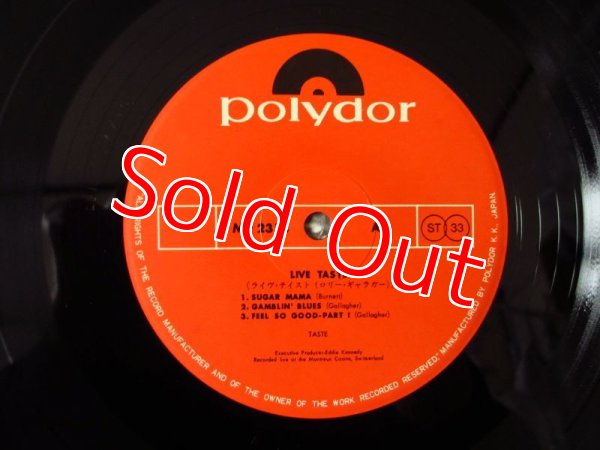 polydor
Sold Out
A
ST 33
LIVE TASTE
(ライヴ・テイスト(ロリー・ギャラガー)
1. SUGAR MAMA (Burnett)
2. GAMBLIN' BLUES (Gallagher)
3. FEEL SO GOOD-PART I (Gallagher)
TASTE
Executive Producer-Eddie Kennedy
Recorded live at the Montreux Casino, Switzerland
RIGHTS OF THE RECORD MANUFACTURER AND OF THE OWNER OF THE WORK RECORDED RESERVED. MANUFACTURED BY POLYDOR K.K. JAPAN.